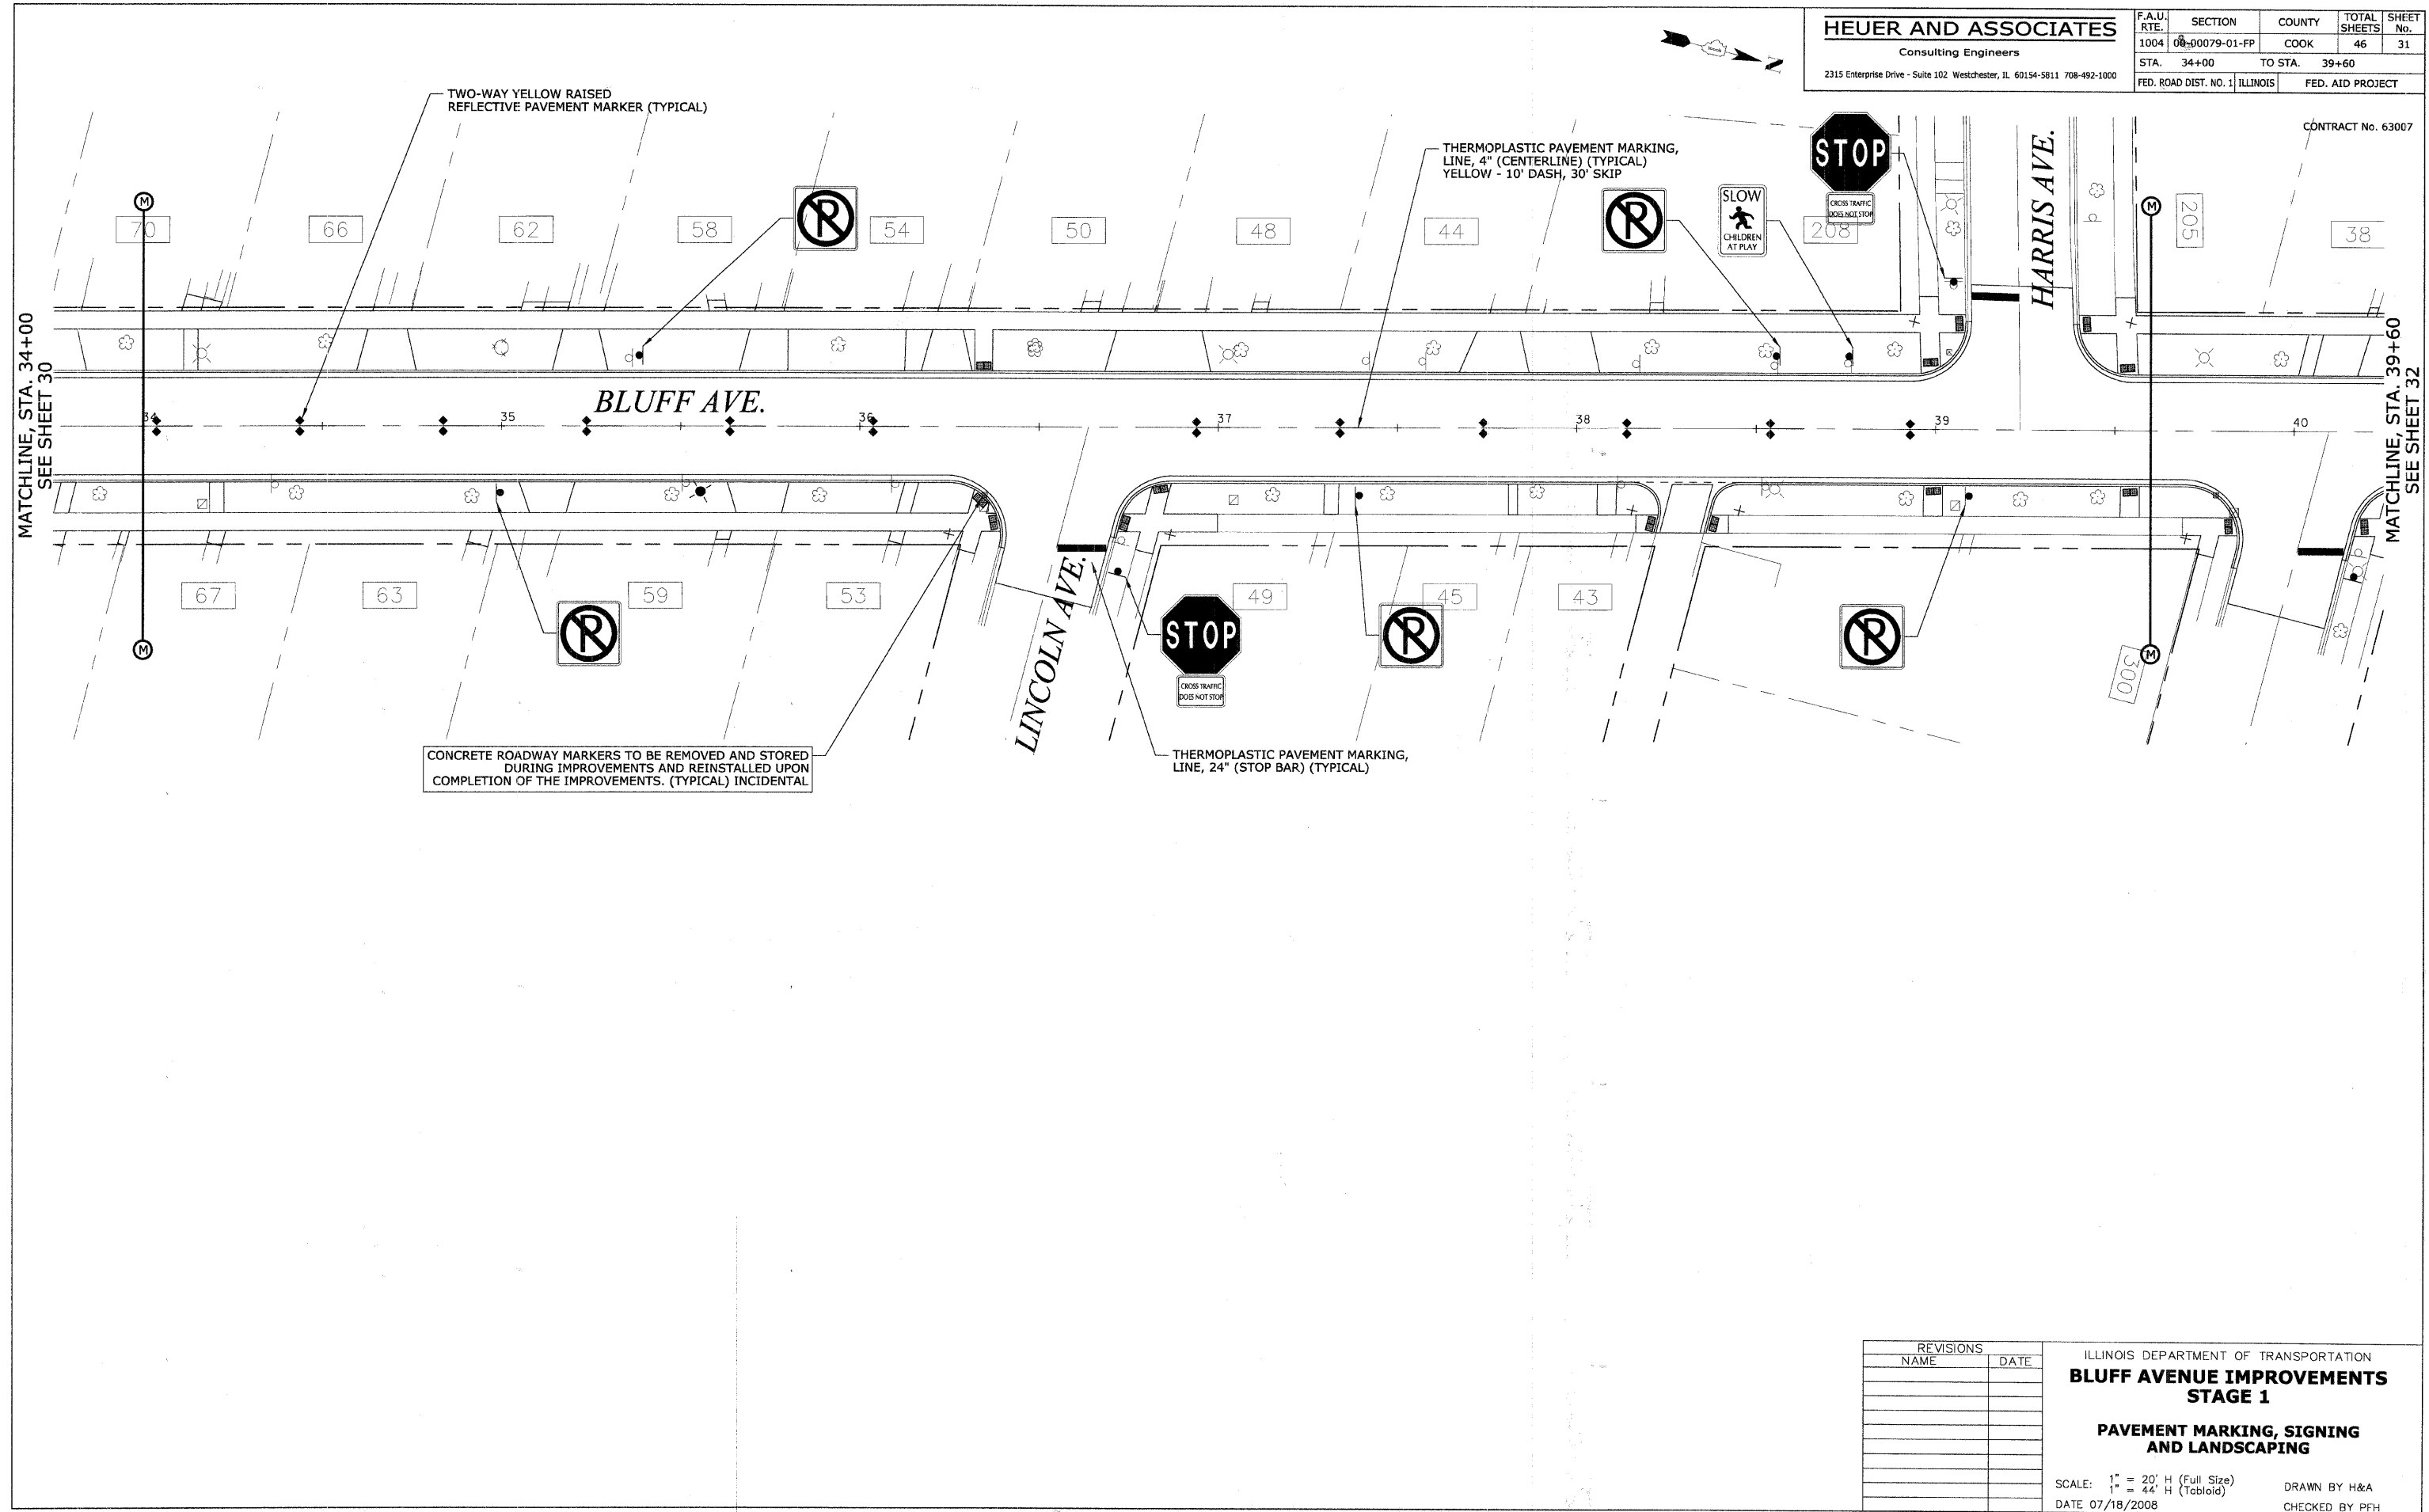 HEUER AND ASSOCIATES
Consulting Engineers
2315 Enterprise Drive - Suite 102 Westchester, IL 60154-5811 708-492-1000
F.A.U. RTE. SECTION COUNTY TOTAL SHEETS SHEET No.
1004 -00079-01-FP COOK 46 31
STA. 34+00 TO STA. 39+60
FED. ROAD DIST. NO. 1 ILLINOIS FED. AID PROJECT
CONTRACT No. 63007
TWO-WAY YELLOW RAISED
REFLECTIVE PAVEMENT MARKER (TYPICAL)
THERMOPLASTIC PAVEMENT MARKING,
LINE, 4" (CENTERLINE) (TYPICAL)
YELLOW - 10' DASH, 30' SKIP
STOP
CROSS TRAFFIC
DOES NOT STOP
SLOW
CHILDREN
AT PLAY
P
P
N
M
M
70 66 62 58 54 50 48 44 208 205 38
HARRIS AVE.
MATCHLINE, STA. 34+00
SEE SHEET 30
BLUFF AVE.
34 35 36 37 38 39 40
MATCHLINE, STA. 39+60
SEE SHEET 32
67 63 59 53 49 45 43 300
M
M
P
P
P
LINCOLN AVE.
STOP
CROSS TRAFFIC
DOES NOT STOP
CONCRETE ROADWAY MARKERS TO BE REMOVED AND STORED
DURING IMPROVEMENTS AND REINSTALLED UPON
COMPLETION OF THE IMPROVEMENTS. (TYPICAL) INCIDENTAL
THERMOPLASTIC PAVEMENT MARKING,
LINE, 24" (STOP BAR) (TYPICAL)
REVISIONS
NAME DATE
ILLINOIS DEPARTMENT OF TRANSPORTATION
BLUFF AVENUE IMPROVEMENTS
STAGE 1
PAVEMENT MARKING, SIGNING
AND LANDSCAPING
SCALE: 1" = 20' H (Full Size)
1" = 44' H (Tabloid)
DRAWN BY H&A
DATE 07/18/2008
CHECKED BY PFH